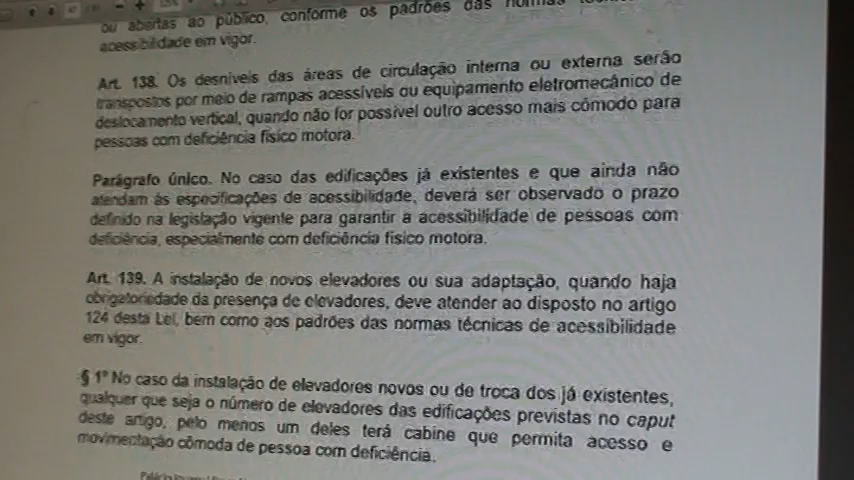 ou abertas ao público, conforme os padrões das normas
acessibilidade em vigor.
Art. 138. Os desníveis das áreas de circulação interna ou externa serão
transpostos por meio de rampas acessíveis ou equipamento eletromecânico de
deslocamento vertical, quando não for possível outro acesso mais cômodo para
pessoas com deficiência físico motora.
Parágrafo único. No caso das edificações já existentes e que ainda não
atendam às especificações de acessibilidade, deverá ser observado o prazo
definido na legislação vigente para garantir a acessibilidade de pessoas com
deficiência, especialmente com deficiência físico motora.
Art. 139. A instalação de novos elevadores ou sua adaptação, quando haja
obrigatoriedade da presença de elevadores, deve atender ao disposto no artigo
124 desta Lei, bem como aos padrões das normas técnicas de acessibilidade
em vigor.
§ 1º No caso da instalação de elevadores novos ou de troca dos já existentes,
qualquer que seja o número de elevadores das edificações previstas no caput
deste artigo, pelo menos um deles terá cabine que permita acesso e
movimentação cômoda de pessoa com deficiência.